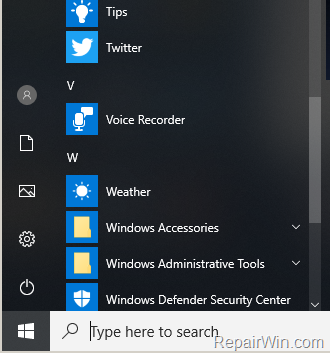 Tips
Twitter
V
Voice Recorder
W
Weather
Windows Accessories
Windows Administrative Tools
Windows Defender Security Center
Type here to search
RepairWin.com